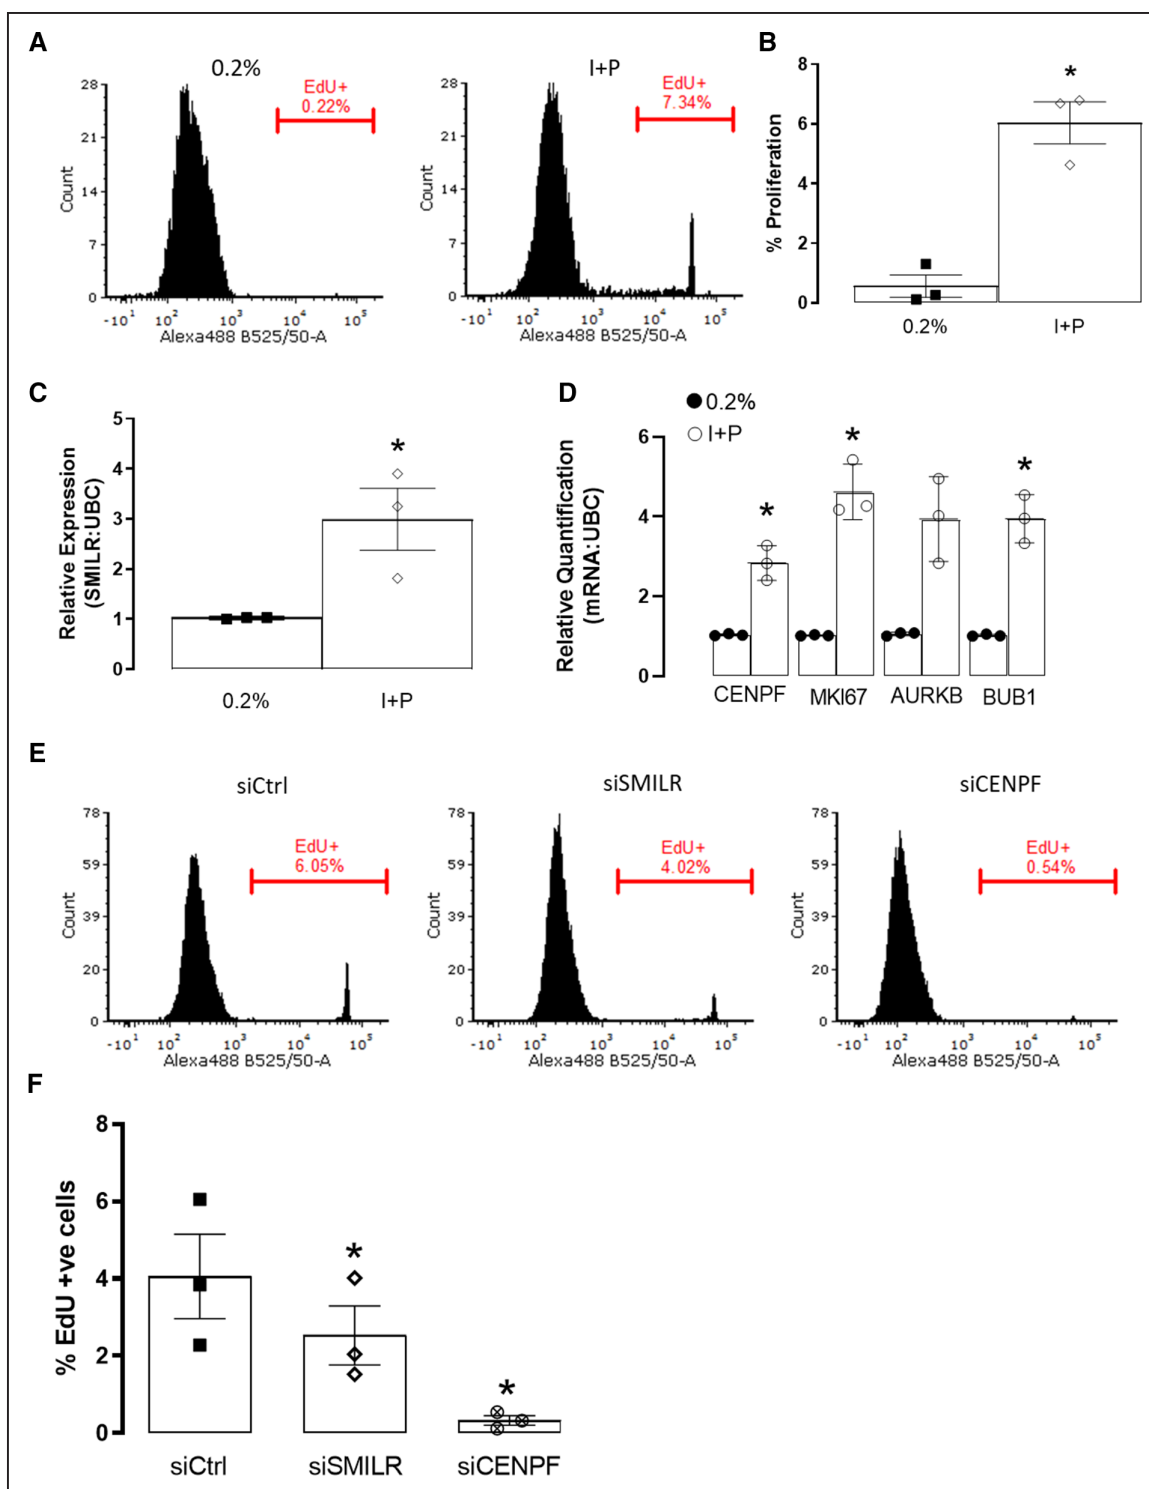 A
0.2%
EdU+
0.22%
28
21
14
7
0
Count
-10¹ 10² 10³ 10⁴ 10⁵
Alexa488 B525/50-A
I+P
EdU+
7.34%
28
21
14
7
0
Count
-10¹ 10² 10³ 10⁴ 10⁵
Alexa488 B525/50-A
B
% Proliferation
8
6
4
2
0
*
0.2% I+P
C
Relative Expression
(SMILR:UBC)
5
4
3
2
1
0
*
0.2% I+P
D
0.2%
I+P
Relative Quantification
(mRNA:UBC)
6
4
2
0
* * *
CENPF MKI67 AURKB BUB1
E
siCtrl
EdU+
6.05%
78
59
39
20
0
Count
-10¹ 10² 10³ 10⁴ 10⁵
Alexa488 B525/50-A
siSMILR
EdU+
4.02%
78
59
39
20
0
Count
-10¹ 10² 10³ 10⁴ 10⁵
Alexa488 B525/50-A
siCENPF
EdU+
0.54%
78
59
39
20
0
Count
-10¹ 10² 10³ 10⁴ 10⁵
Alexa488 B525/50-A
F
% EdU +ve cells
8
6
4
2
0
* *
siCtrl siSMILR siCENPF